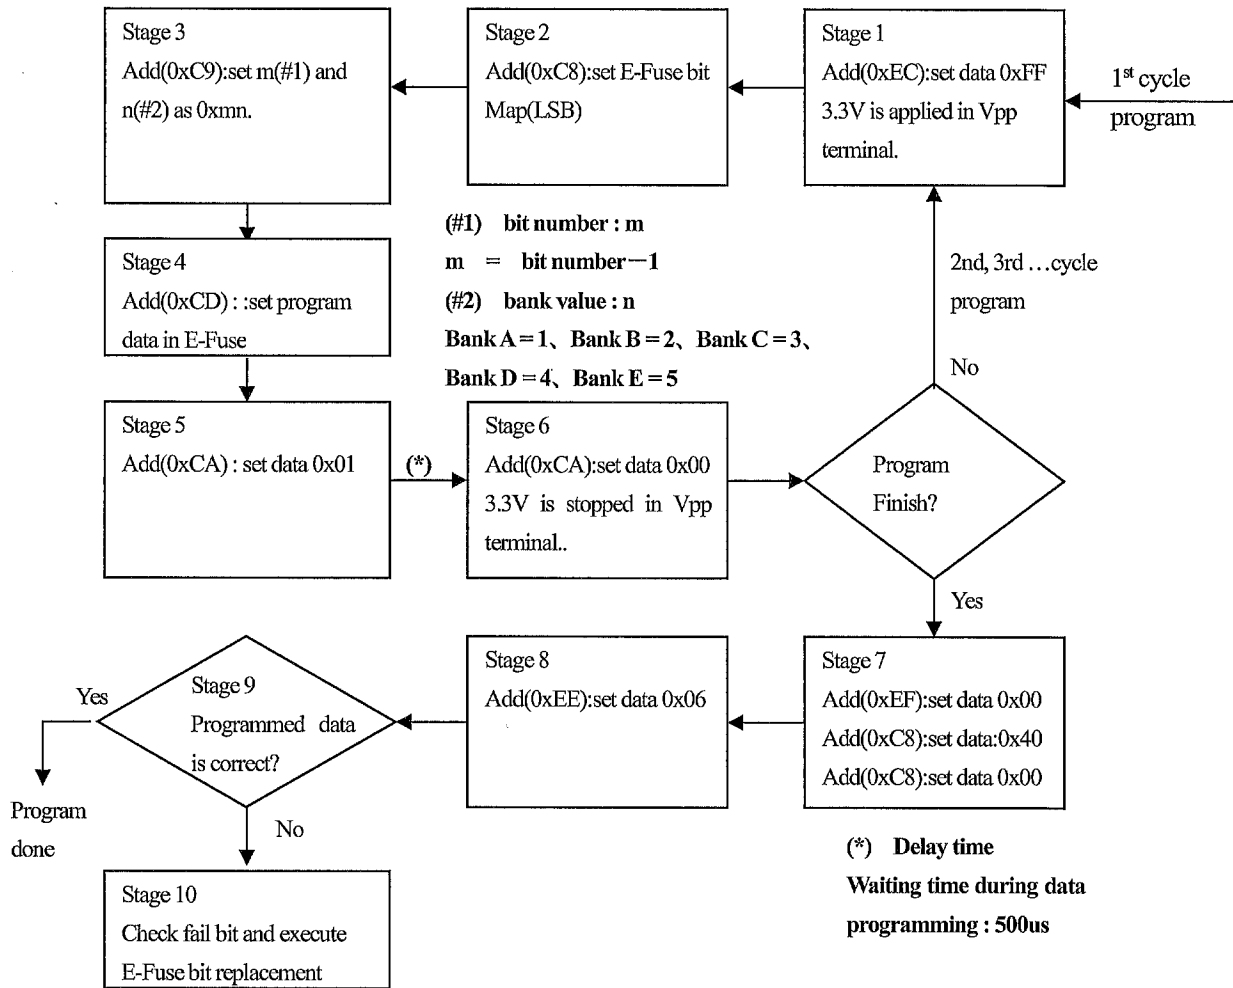 Stage 3
Add(0xC9):set m(#1) and
n(#2) as 0xmn.
Stage 2
Add(0xC8):set E-Fuse bit
Map(LSB)
Stage 1
Add(0xEC):set data 0xFF
3.3V is applied in Vpp
terminal.
1st cycle
program
(#1) bit number : m
m = bit number－1
(#2) bank value : n
Bank A = 1、Bank B = 2、Bank C = 3、
Bank D = 4、Bank E = 5
2nd, 3rd …cycle
program
No
Stage 4
Add(0xCD) : :set program
data in E-Fuse
Stage 5
Add(0xCA) : set data 0x01
(*)
Stage 6
Add(0xCA):set data 0x00
3.3V is stopped in Vpp
terminal..
Program
Finish?
Yes
Stage 7
Add(0xEF):set data 0x00
Add(0xC8):set data:0x40
Add(0xC8):set data 0x00
Stage 8
Add(0xEE):set data 0x06
Stage 9
Programmed data
is correct?
Yes
Program
done
No
Stage 10
Check fail bit and execute
E-Fuse bit replacement
(*) Delay time
Waiting time during data
programming : 500us